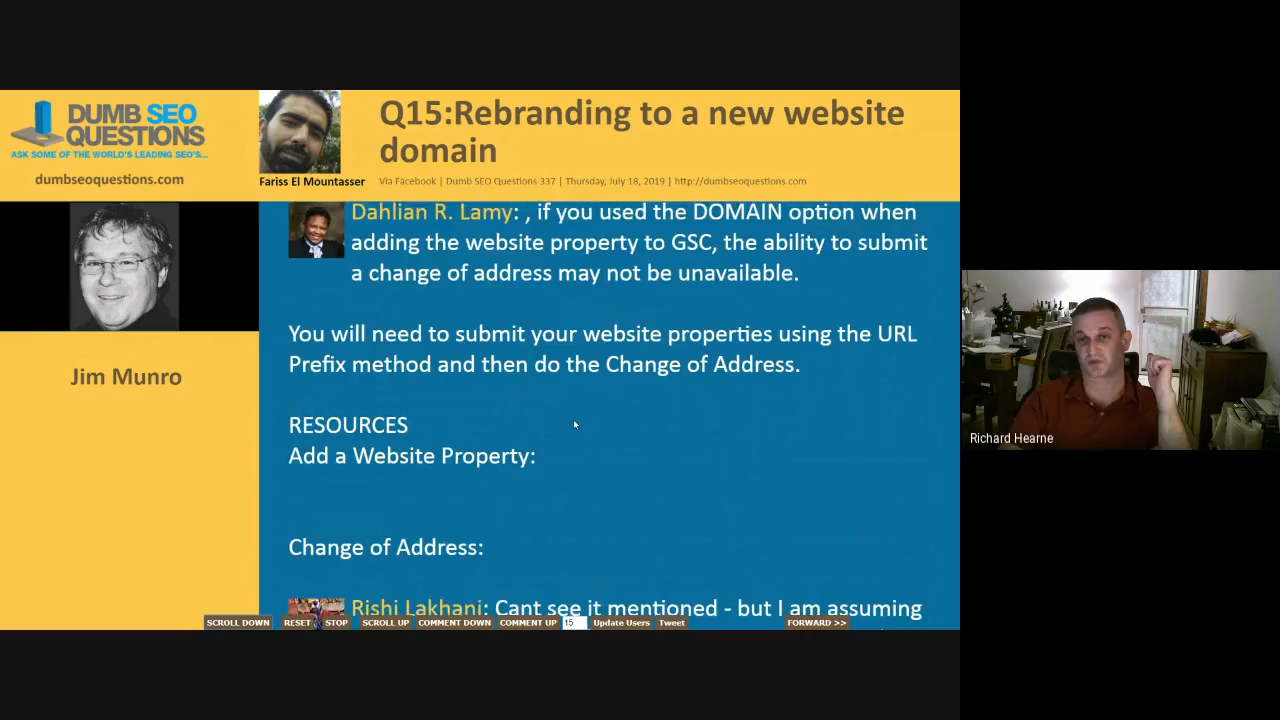 DUMB SEO
QUESTIONS
ASK SOME OF THE WORLD'S LEADING SEO'S...
dumbseoquestions.com
Fariss El Mountasser
Q15:Rebranding to a new website
domain
Via Facebook | Dumb SEO Questions 337 | Thursday, July 18, 2019 | http://dumbseoquestions.com
Jim Munro
Dahlian R. Lamy: , if you used the DOMAIN option when
adding the website property to GSC, the ability to submit
a change of address may not be unavailable.
You will need to submit your website properties using the URL
Prefix method and then do the Change of Address.
RESOURCES
Add a Website Property:
Change of Address:
Rishi Lakhani: Cant see it mentioned - but I am assuming
SCROLL DOWN RESET STOP SCROLL UP COMMENT DOWN COMMENT UP 15 Update Users Tweet FORWARD >>
Richard Hearne